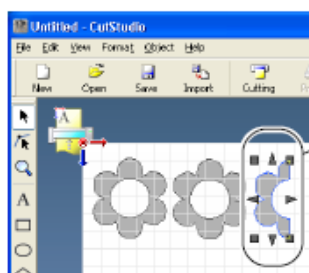 Untitled - CutStudio
File Edit View Format Object Help
New Open Save Import Cutting
A
A